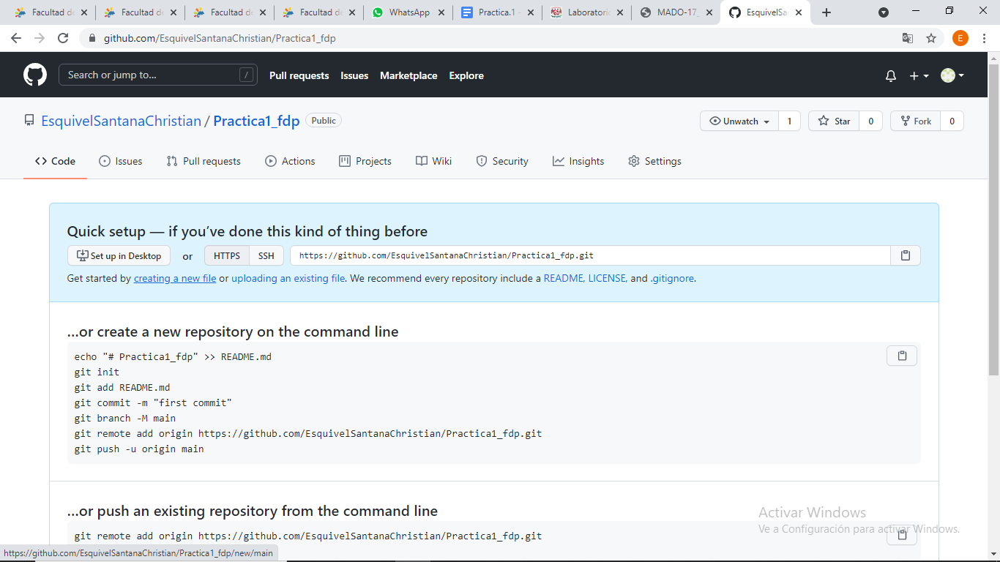 Facultad de
Facultad de
Facultad de
Facultad de
WhatsApp
Practica.1 -
Laboratorio
MADO-17_
EsquivelSa
github.com/EsquivelSantanaChristian/Practica1_fdp
E
Search or jump to...
/
Pull requests
Issues
Marketplace
Explore
EsquivelSantanaChristian / Practica1_fdp
Public
Unwatch
1
Star
0
Fork
0
Code
Issues
Pull requests
Actions
Projects
Wiki
Security
Insights
Settings
Quick setup — if you’ve done this kind of thing before
Set up in Desktop
or
HTTPS
SSH
https://github.com/EsquivelSantanaChristian/Practica1_fdp.git
Get started by creating a new file or uploading an existing file. We recommend every repository include a README, LICENSE, and .gitignore.
…or create a new repository on the command line
echo "# Practica1_fdp" >> README.md
git init
git add README.md
git commit -m "first commit"
git branch -M main
git remote add origin https://github.com/EsquivelSantanaChristian/Practica1_fdp.git
git push -u origin main
…or push an existing repository from the command line
git remote add origin https://github.com/EsquivelSantanaChristian/Practica1_fdp.git
Activar Windows
Ve a Configuración para activar Windows.
https://github.com/EsquivelSantanaChristian/Practica1_fdp/new/main